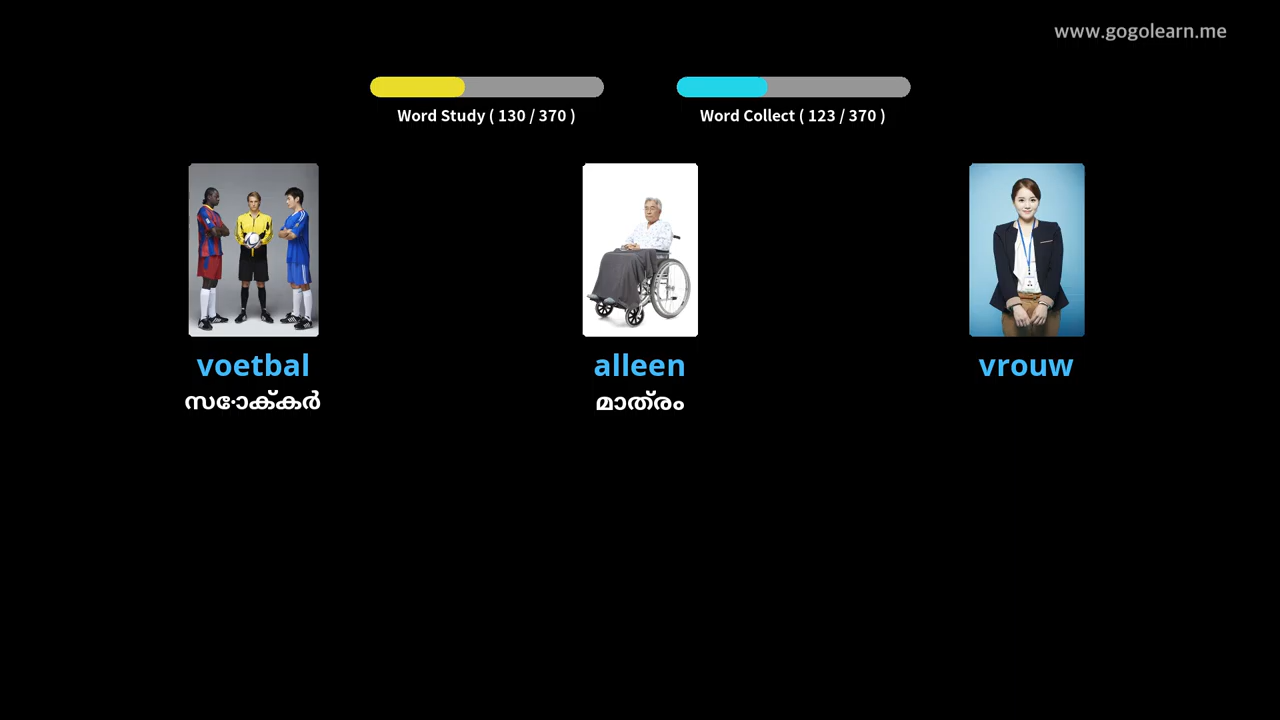 www.gogolearn.me
Word Study ( 130 / 370 )
Word Collect ( 123 / 370 )
voetbal
alleen
vrouw
സോക്കർ
മാത്രം